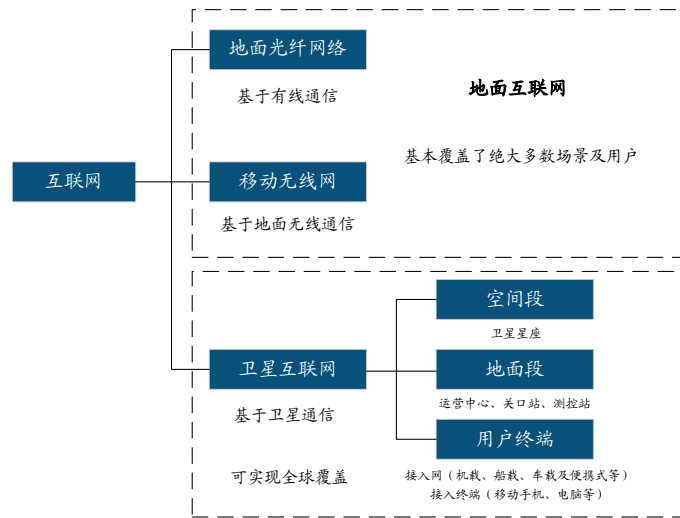 地面光纤网络
基于有线通信
地面互联网
基本覆盖了绝大多数场景及用户
互联网
移动无线网
基于地面无线通信
空间段
卫星星座
卫星互联网
地面段
基于卫星通信
运营中心、关口站、测控站
用户终端
可实现全球覆盖
接入网（机载、船载、车载及便携式等）
接入终端（移动手机、电脑等）